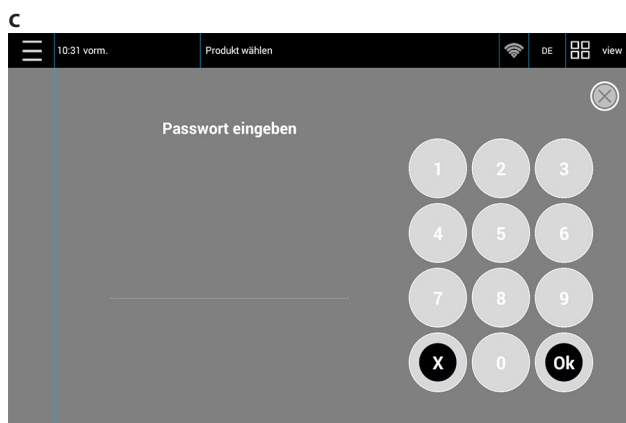 C
10:31 vorm. Produkt wählen DE view
Passwort eingeben
1 2 3
4 5 6
7 8 9
X 0 Ok